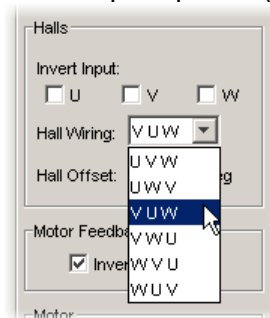 Halls
Invert Input:
U V W
Hall Wiring: V U W
U V W
U W V
Hall Offset: eg
V U W
V W U
Motor Feedba
Inver
W V U
W U V
Motor